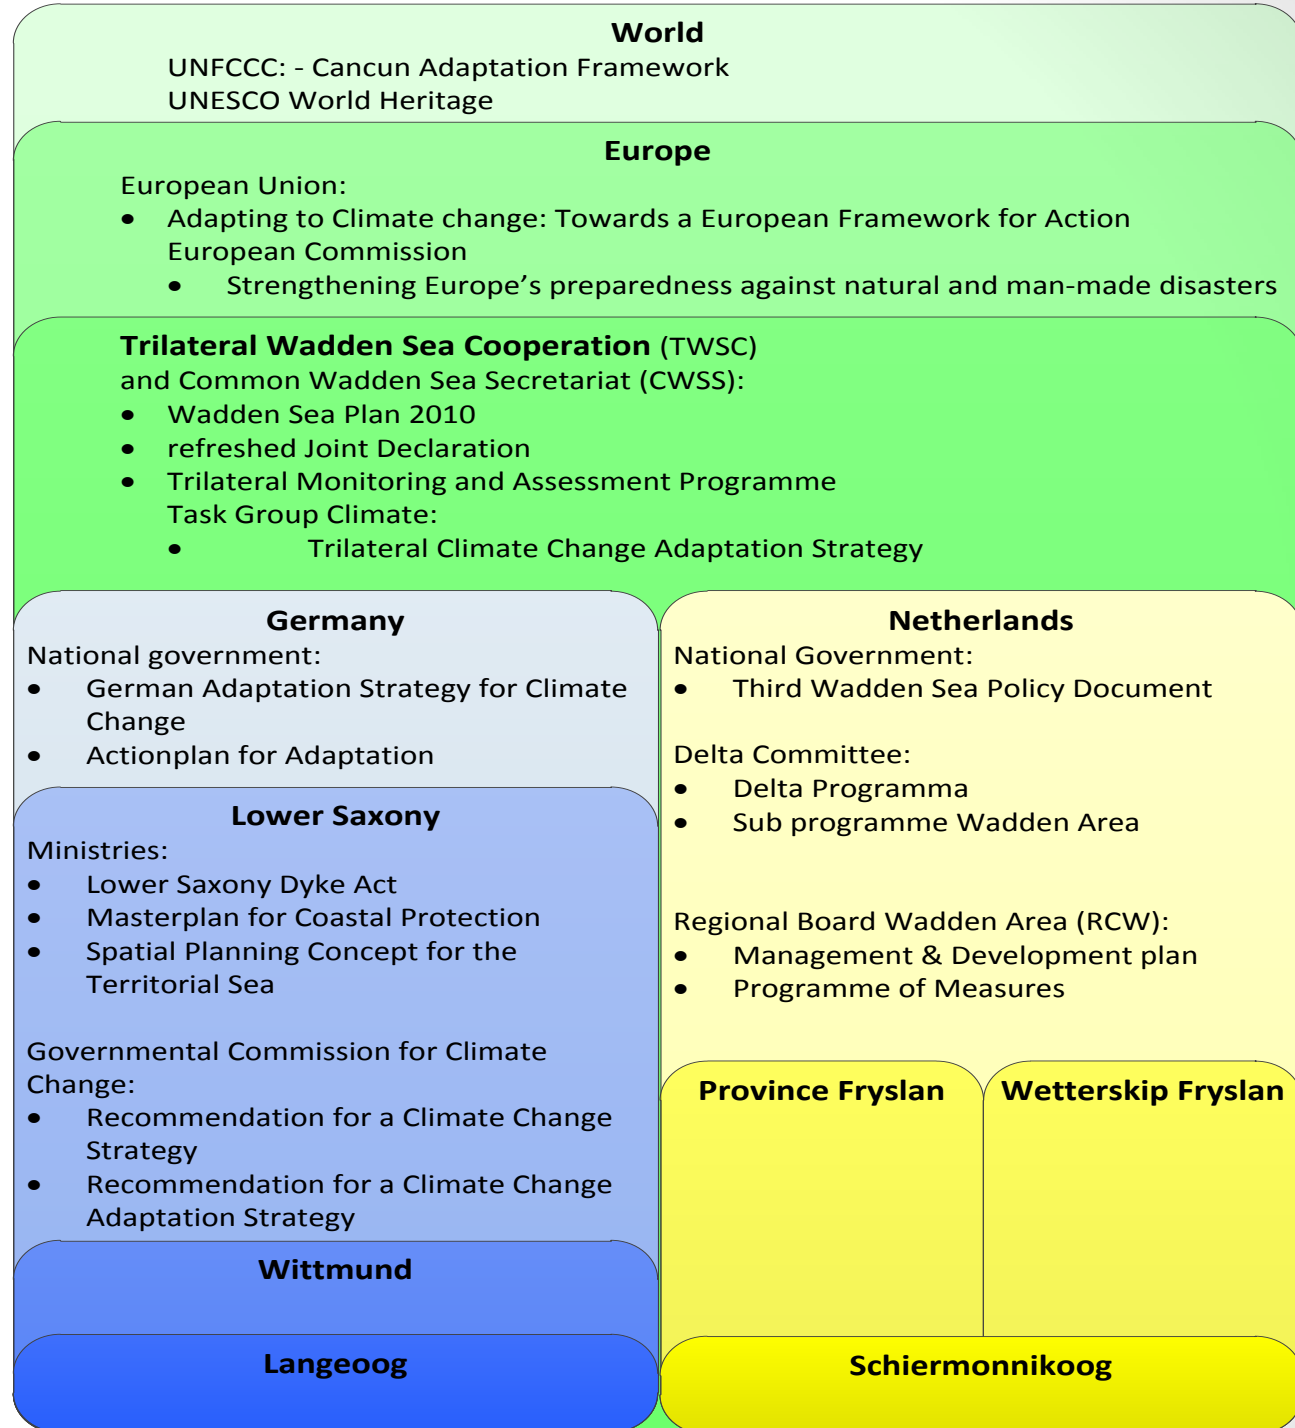 World
UNFCCC: - Cancun Adaptation Framework
UNESCO World Heritage
Europe
European Union:
• Adapting to Climate change: Towards a European Framework for Action
European Commission
• Strengthening Europe’s preparedness against natural and man-made disasters
Trilateral Wadden Sea Cooperation (TWSC)
and Common Wadden Sea Secretariat (CWSS):
• Wadden Sea Plan 2010
• refreshed Joint Declaration
• Trilateral Monitoring and Assessment Programme
Task Group Climate:
• Trilateral Climate Change Adaptation Strategy
Germany
National government:
• German Adaptation Strategy for Climate
Change
• Actionplan for Adaptation
Lower Saxony
Ministries:
• Lower Saxony Dyke Act
• Masterplan for Coastal Protection
• Spatial Planning Concept for the
Territorial Sea
Governmental Commission for Climate
Change:
• Recommendation for a Climate Change
Strategy
• Recommendation for a Climate Change
Adaptation Strategy
Wittmund
Langeoog
Netherlands
National Government:
• Third Wadden Sea Policy Document
Delta Committee:
• Delta Programma
• Sub programme Wadden Area
Regional Board Wadden Area (RCW):
• Management & Development plan
• Programme of Measures
Province Fryslan
Wetterskip Fryslan
Schiermonnikoog